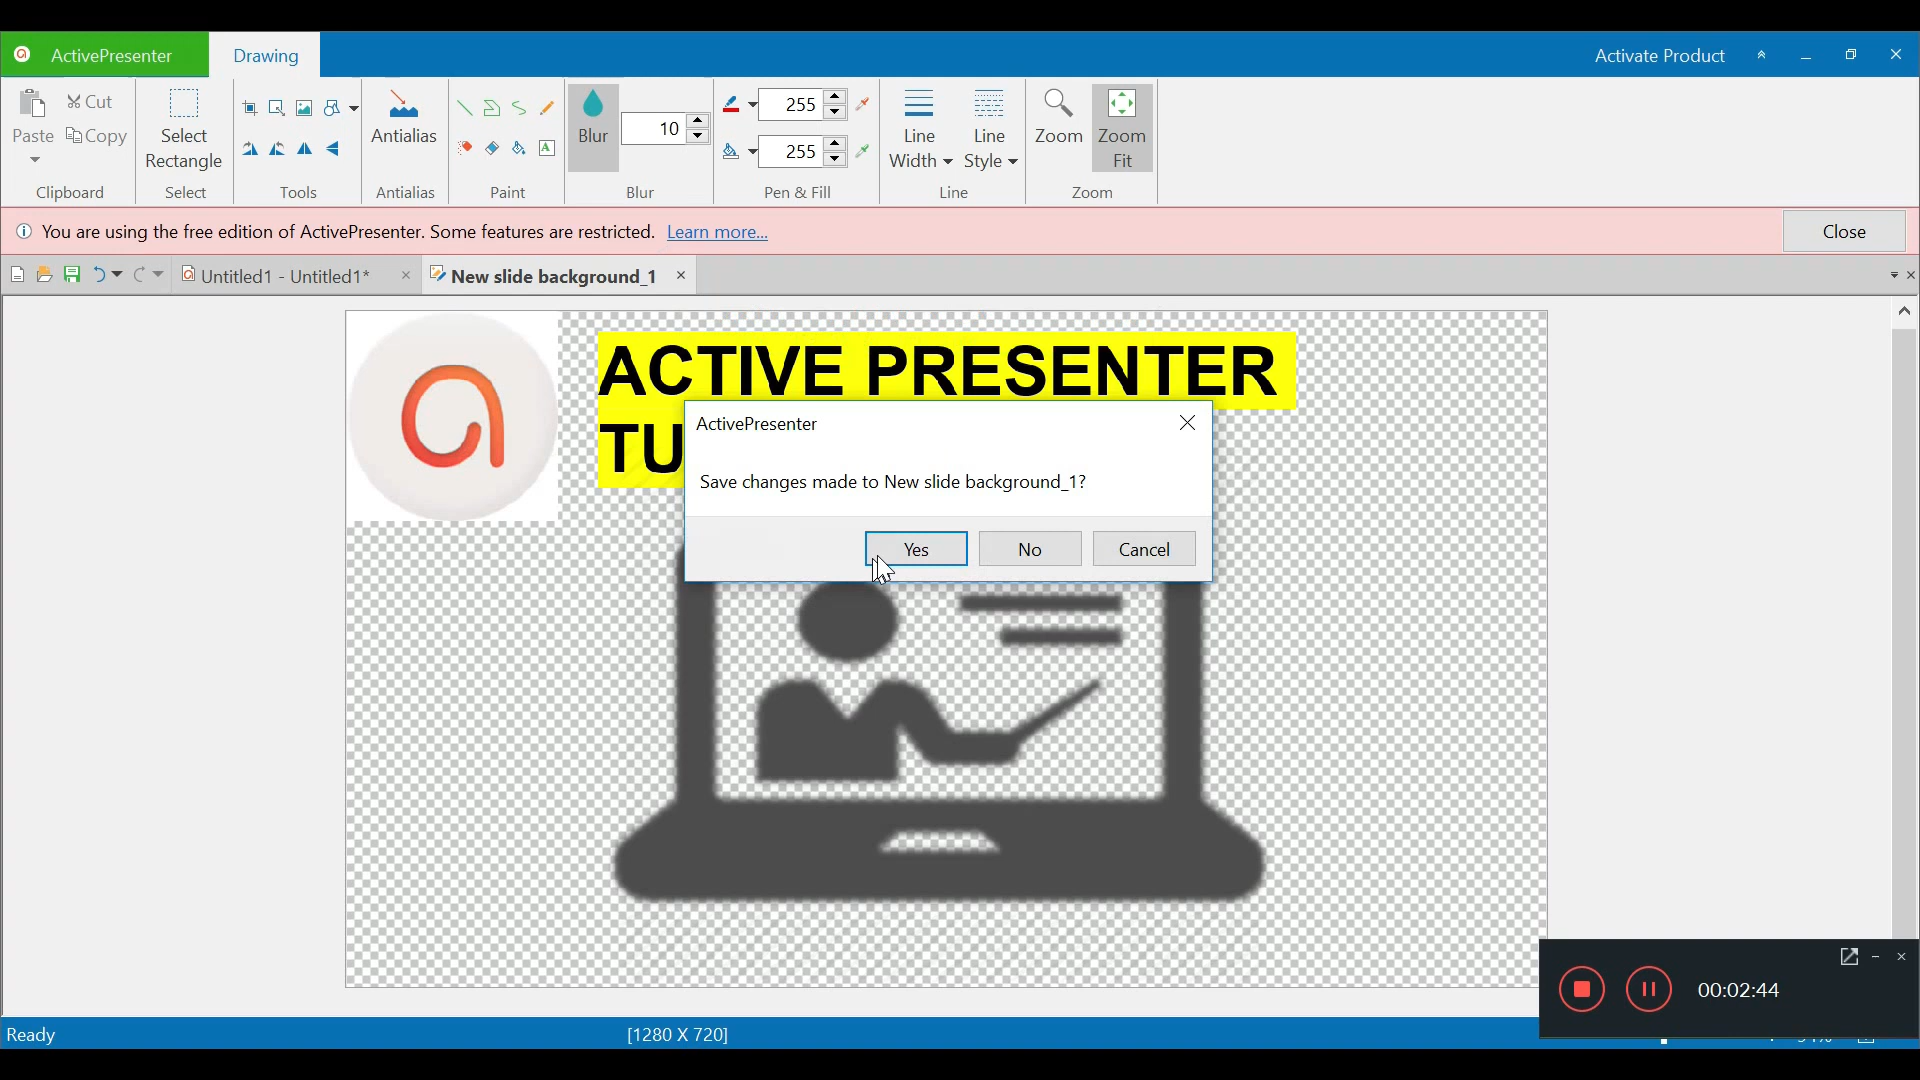 ActivePresenter
Drawing
Activate Product
Paste
Cut
Copy
Clipboard
Select
Rectangle
Select
Tools
Antialias
Antialias
A
Paint
Blur
10
Blur
255
255
Pen & Fill
Line
Width
Line
Style
Line
Zoom
Zoom
Fit
Zoom
You are using the free edition of ActivePresenter. Some features are restricted. Learn more...
Close
Untitled1 - Untitled1*
New slide background_1
ACTIVE PRESENTER
TU
ActivePresenter
Save changes made to New slide background_1?
Yes
No
Cancel
00:02:44
Ready
[1280 X 720]